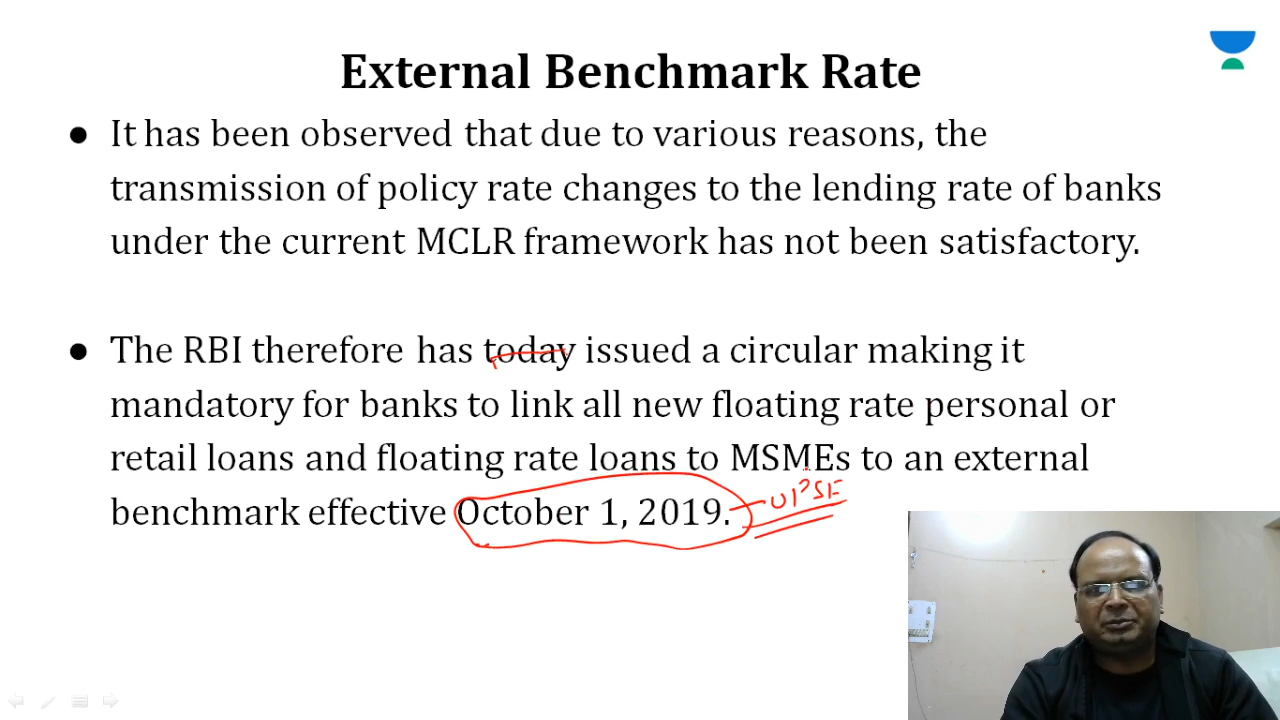 External Benchmark Rate
● It has been observed that due to various reasons, the
transmission of policy rate changes to the lending rate of banks
under the current MCLR framework has not been satisfactory.
● The RBI therefore has today issued a circular making it
mandatory for banks to link all new floating rate personal or
retail loans and floating rate loans to MSMEs to an external
benchmark effective October 1, 2019.